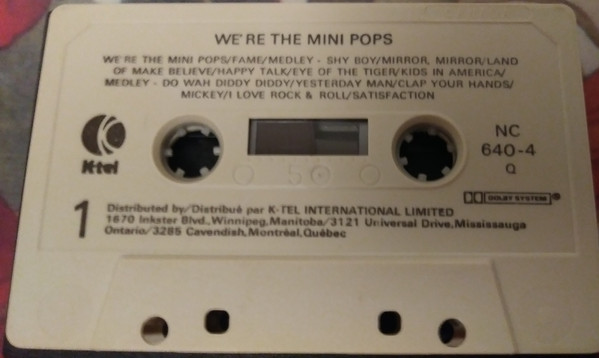 WE'RE THE MINI POPS
WE'RE THE MINI POPS/FAME/MEDLEY - SHY BOY/MIRROR, MIRROR/LAND
OF MAKE BELIEVE/HAPPY TALK/EYE OF THE TIGER/KIDS IN AMERICA/
MEDLEY - DO WAH DIDDY DIDDY/YESTERDAY MAN/CLAP YOUR HANDS/
MICKEY/I LOVE ROCK & ROLL/SATISFACTION
K-tel
NC
640-4
Q
50
DOLBY SYSTEM®
1
Distributed by/Distribué par K-TEL INTERNATIONAL LIMITED
1670 Inkster Blvd., Winnipeg, Manitoba/3121 Universal Drive, Mississauga
Ontario/3285 Cavendish, Montréal, Québec